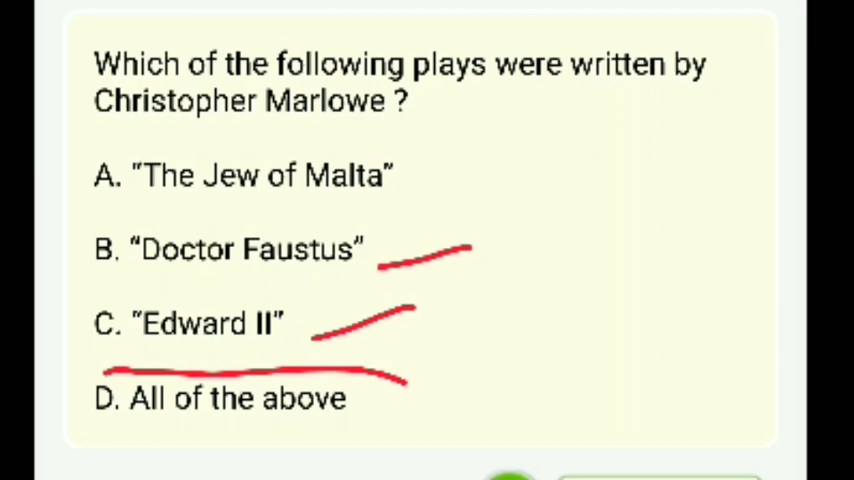 Which of the following plays were written by
Christopher Marlowe ?
A. “The Jew of Malta”
B. “Doctor Faustus”
C. “Edward II”
D. All of the above